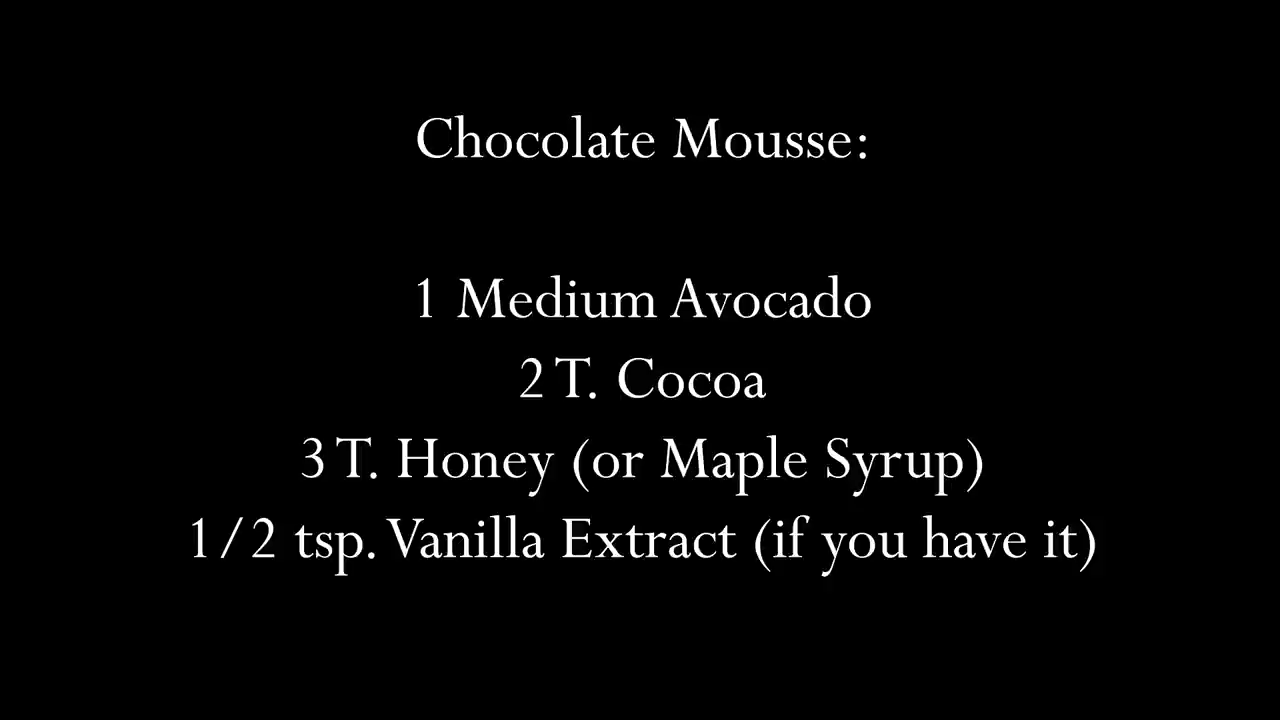 Chocolate Mousse:
1 Medium Avocado
2 T. Cocoa
3 T. Honey (or Maple Syrup)
1/2 tsp. Vanilla Extract (if you have it)